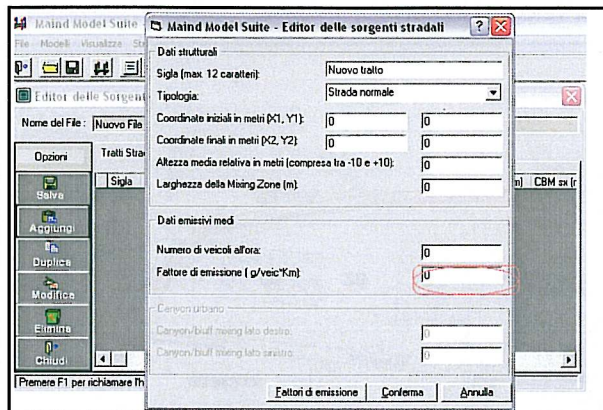 Maind Model Suite
File Modelli Visualizza
Editor delle Sorgenti
Nome del File: Nuovo File
Opzioni Tratti Strad
Sigla m) CBM sx (m
Salva
Aggiungi
Duplica
Modifica
Elimina
Chiudi
Premere F1 per richiamare l'h
Maind Model Suite - Editor delle sorgenti stradali
Dati strutturali
Sigla (max. 12 caratteri): Nuovo tratto
Tipologia: Strada normale
Coordinate iniziali in metri (X1, Y1): 0 0
Coordinate finali in metri (X2, Y2): 0 0
Altezza media relativa in metri (compresa tra -10 e +10): 0
Larghezza della Mixing Zone (m): 0
Dati emissivi medi
Numero di veicoli all'ora: 0
Fattore di emissione ( g/veic*Km): 0
Canyon urbano
Canyon/bluff mixing lato destro: 0
Canyon/bluff mixing lato sinistro: 0
Fattori di emissione Conferma Annulla